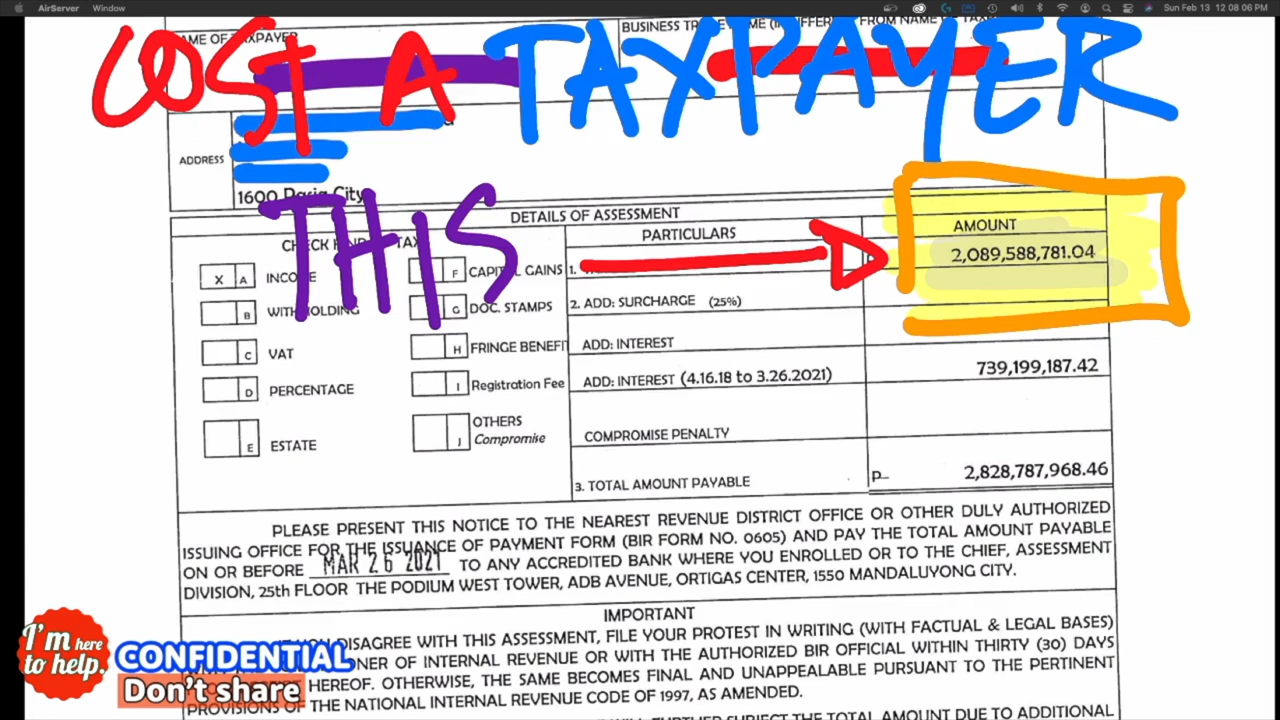 AirServer Window Sun Feb 13 12 08 06 PM
NAME OF TAXPAYER
COST A TAXPAYER
THIS
ADDRESS
1600 Pasig City
DETAILS OF ASSESSMENT
PARTICULARS
AMOUNT
2,089,588,781.04
X A INCOME
F CAPITAL GAINS
1.
B WITHHOLDING
G DOC. STAMPS
2. ADD: SURCHARGE (25%)
C VAT
H FRINGE BENEFIT
ADD: INTEREST
D PERCENTAGE
I Registration Fee
ADD: INTEREST (4.16.18 to 3.26.2021)
739,199,187.42
E ESTATE
J OTHERS
Compromise
COMPROMISE PENALTY
3. TOTAL AMOUNT PAYABLE
P 2,828,787,968.46
PLEASE PRESENT THIS NOTICE TO THE NEAREST REVENUE DISTRICT OFFICE OR OTHER DULY AUTHORIZED
ISSUING OFFICE FOR THE ISSUANCE OF PAYMENT FORM (BIR FORM NO. 0605) AND PAY THE TOTAL AMOUNT PAYABLE
ON OR BEFORE MAR 26 2021 TO ANY ACCREDITED BANK WHERE YOU ENROLLED OR TO THE CHIEF, ASSESSMENT
DIVISION, 25th FLOOR THE PODIUM WEST TOWER, ADB AVENUE, ORTIGAS CENTER, 1550 MANDALUYONG CITY.
IMPORTANT
YOU DISAGREE WITH THIS ASSESSMENT, FILE YOUR PROTEST IN WRITING (WITH FACTUAL & LEGAL BASES)
OF INTERNAL REVENUE OR WITH THE AUTHORIZED BIR OFFICIAL WITHIN THIRTY (30) DAYS
HEREOF. OTHERWISE, THE SAME BECOMES FINAL AND UNAPPEALABLE PURSUANT TO THE PERTINENT
PROVISIONS OF THE NATIONAL INTERNAL REVENUE CODE OF 1997, AS AMENDED.
I'm here
to help.
CONFIDENTIAL
Don't share